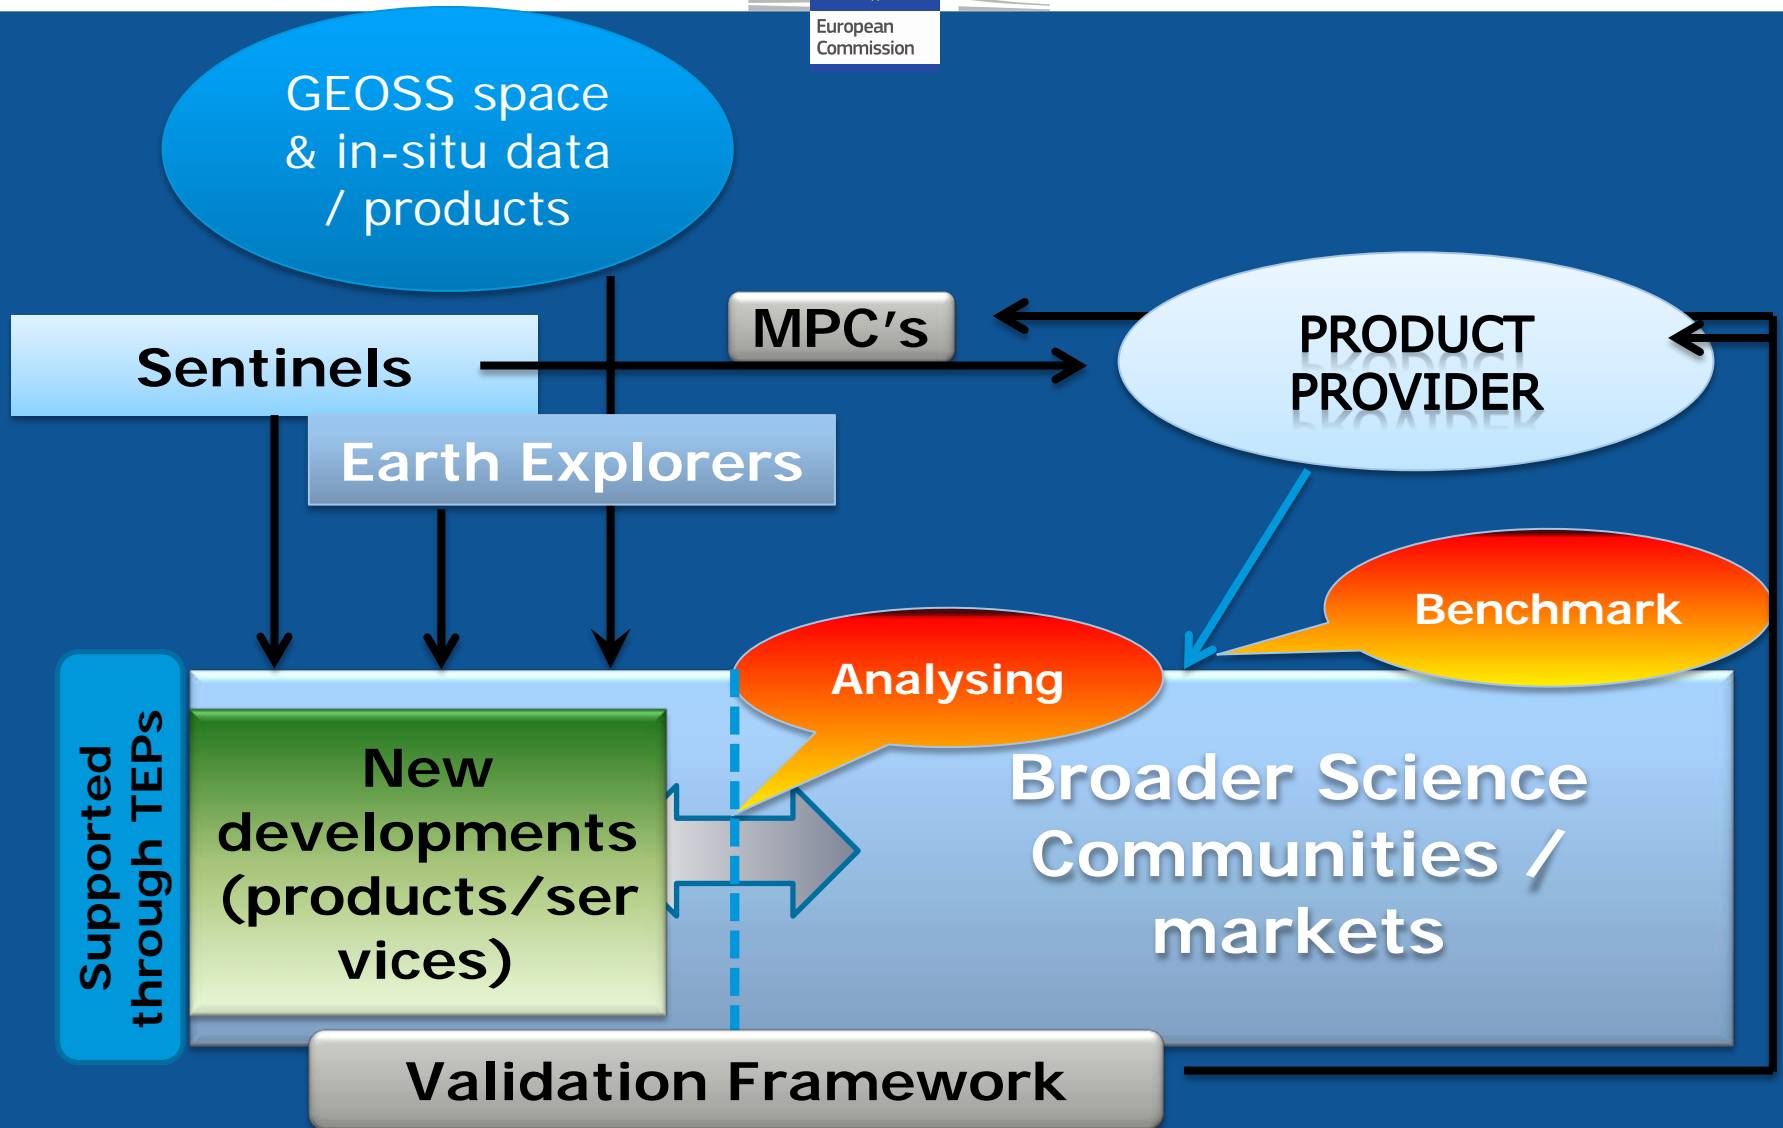 European
Commission
GEOSS space
& in-situ data
/ products
MPC's
PRODUCT
PROVIDER
Sentinels
Earth Explorers
Benchmark
Analysing
Supported
through TEPs
New
developments
(products/ser
vices)
Broader Science
Communities /
markets
Validation Framework